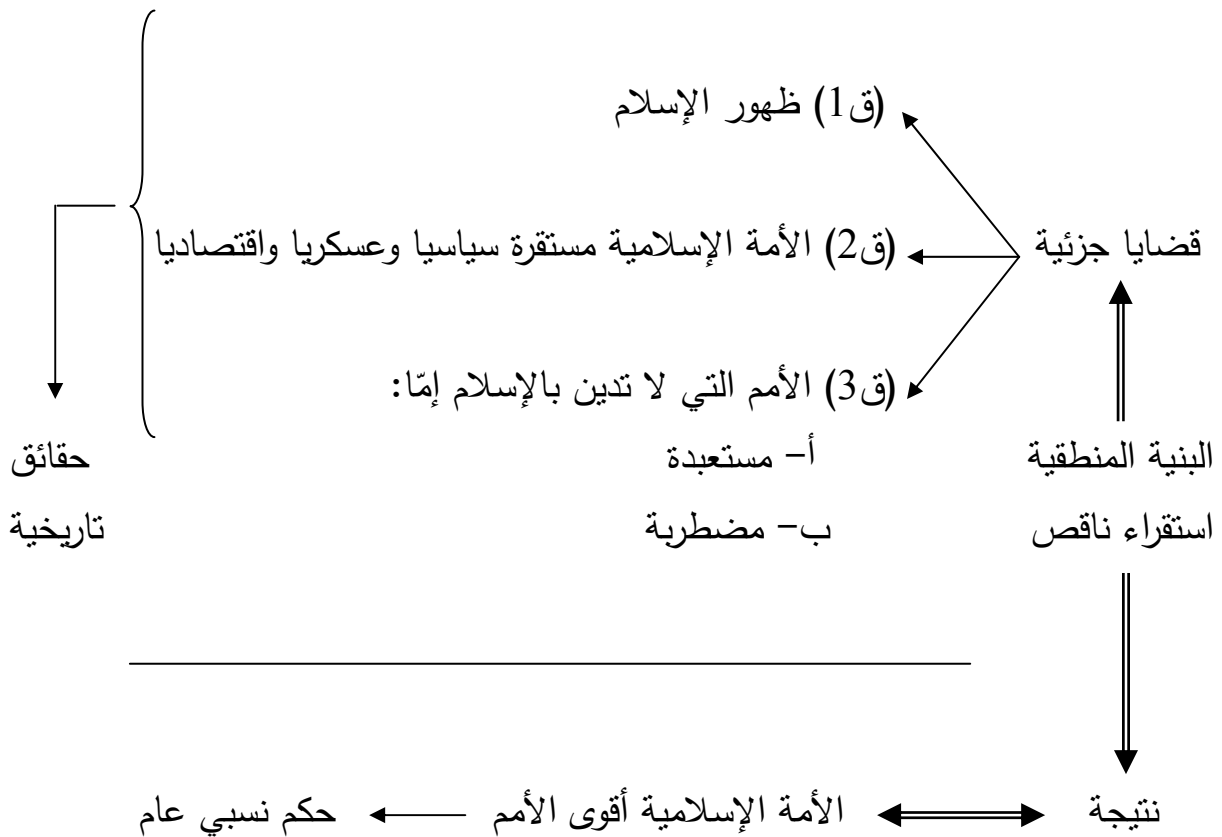 (ق1) ظهور الإسلام
قضايا جزئية
(ق2) الأمة الإسلامية مستقرة سياسيا وعسكريا واقتصاديا
(ق3) الأمم التي لا تدين بالإسلام إمّا:
البنية المنطقية
أ– مستعبدة
حقائق
استقراء ناقص
ب– مضطربة
تاريخية
نتيجة
الأمة الإسلامية أقوى الأمم
حكم نسبي عام